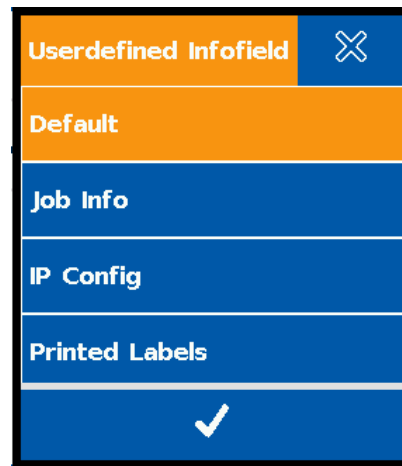 Userdefined Infofield
Default
Job Info
IP Config
Printed Labels